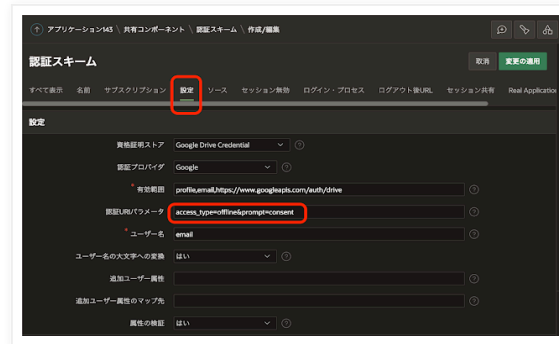 アプリケーション143 \ 共有コンポーネント \ 認証スキーム \ 作成/編集
認証スキーム
取消
変更の適用
すべて表示 名前 サブスクリプション 設定 ソース セッション無効 ログイン・プロセス ログアウト後URL セッション共有 Real Application
設定
資格証明ストア Google Drive Credential
認証プロバイダ Google
* 有効範囲 profile,email,https://www.googleapis.com/auth/drive
認証URIパラメータ access_type=offline&prompt=consent
* ユーザー名 email
ユーザー名の大文字への変換 はい
追加ユーザー属性
追加ユーザー属性のマップ先
属性の検証 はい